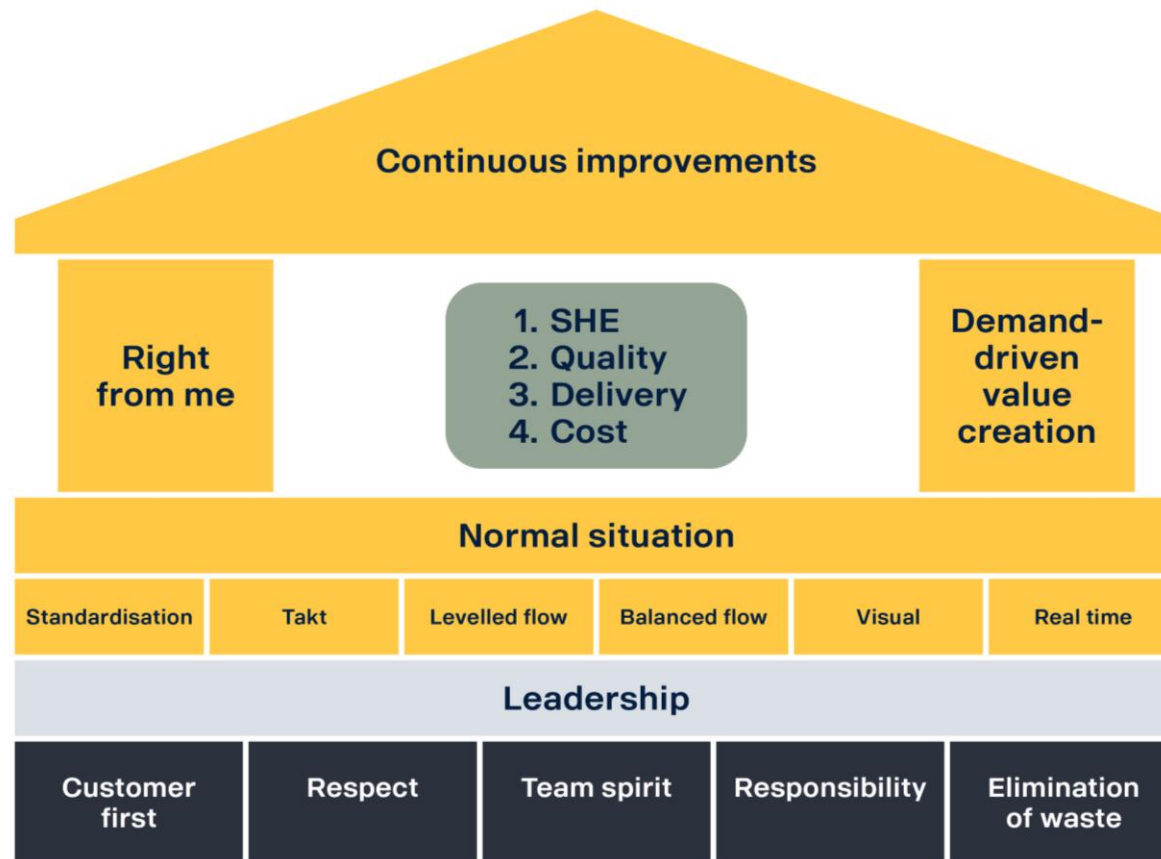 Continuous improvements
Right
from me
1. SHE
2. Quality
3. Delivery
4. Cost
Demand-
driven
value
creation
Normal situation
Standardisation
Takt
Levelled flow
Balanced flow
Visual
Real time
Leadership
Customer
first
Respect
Team spirit
Responsibility
Elimination
of waste